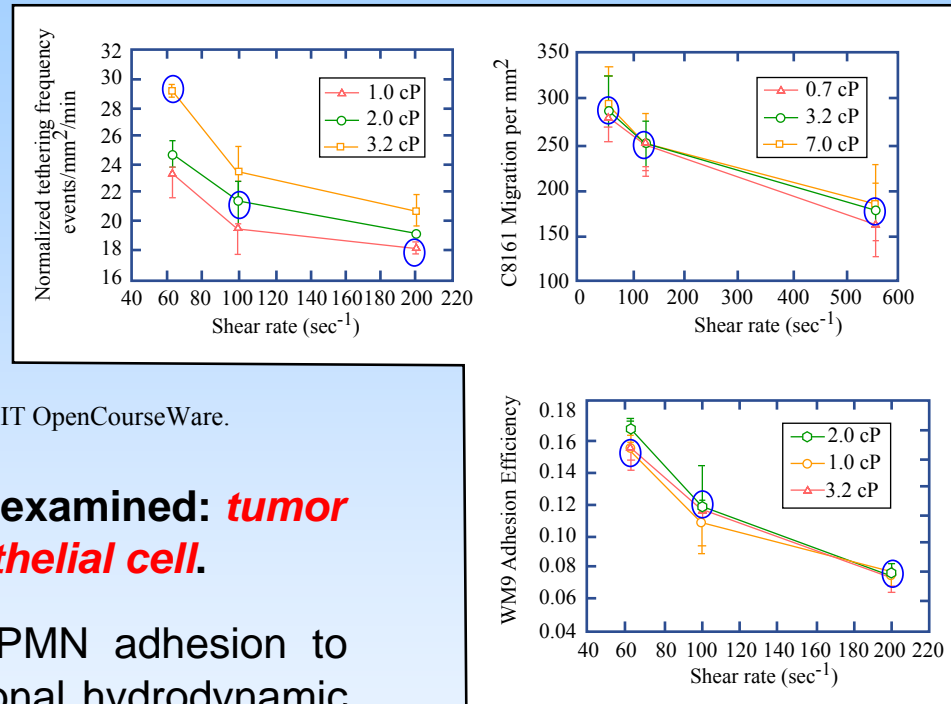 Normalized tethering frequency
events/mm2/min
32
30
28
26
24
22
20
18
16
40 60 80 100 120 140 160 180 200 220
Shear rate (sec-1)
1.0 cP
2.0 cP
3.2 cP
C8161 Migration per mm2
350
300
250
200
150
100
0 100 200 300 400 500 600
Shear rate (sec-1)
0.7 cP
3.2 cP
7.0 cP
IT OpenCourseWare.
examined: tumor
thelial cell.
PMN adhesion to
onal hydrodynamic
WM9 Adhesion Efficiency
0.18
0.16
0.14
0.12
0.10
0.08
0.06
0.04
40 60 80 100 120 140 160 180 200 220
Shear rate (sec-1)
2.0 cP
1.0 cP
3.2 cP